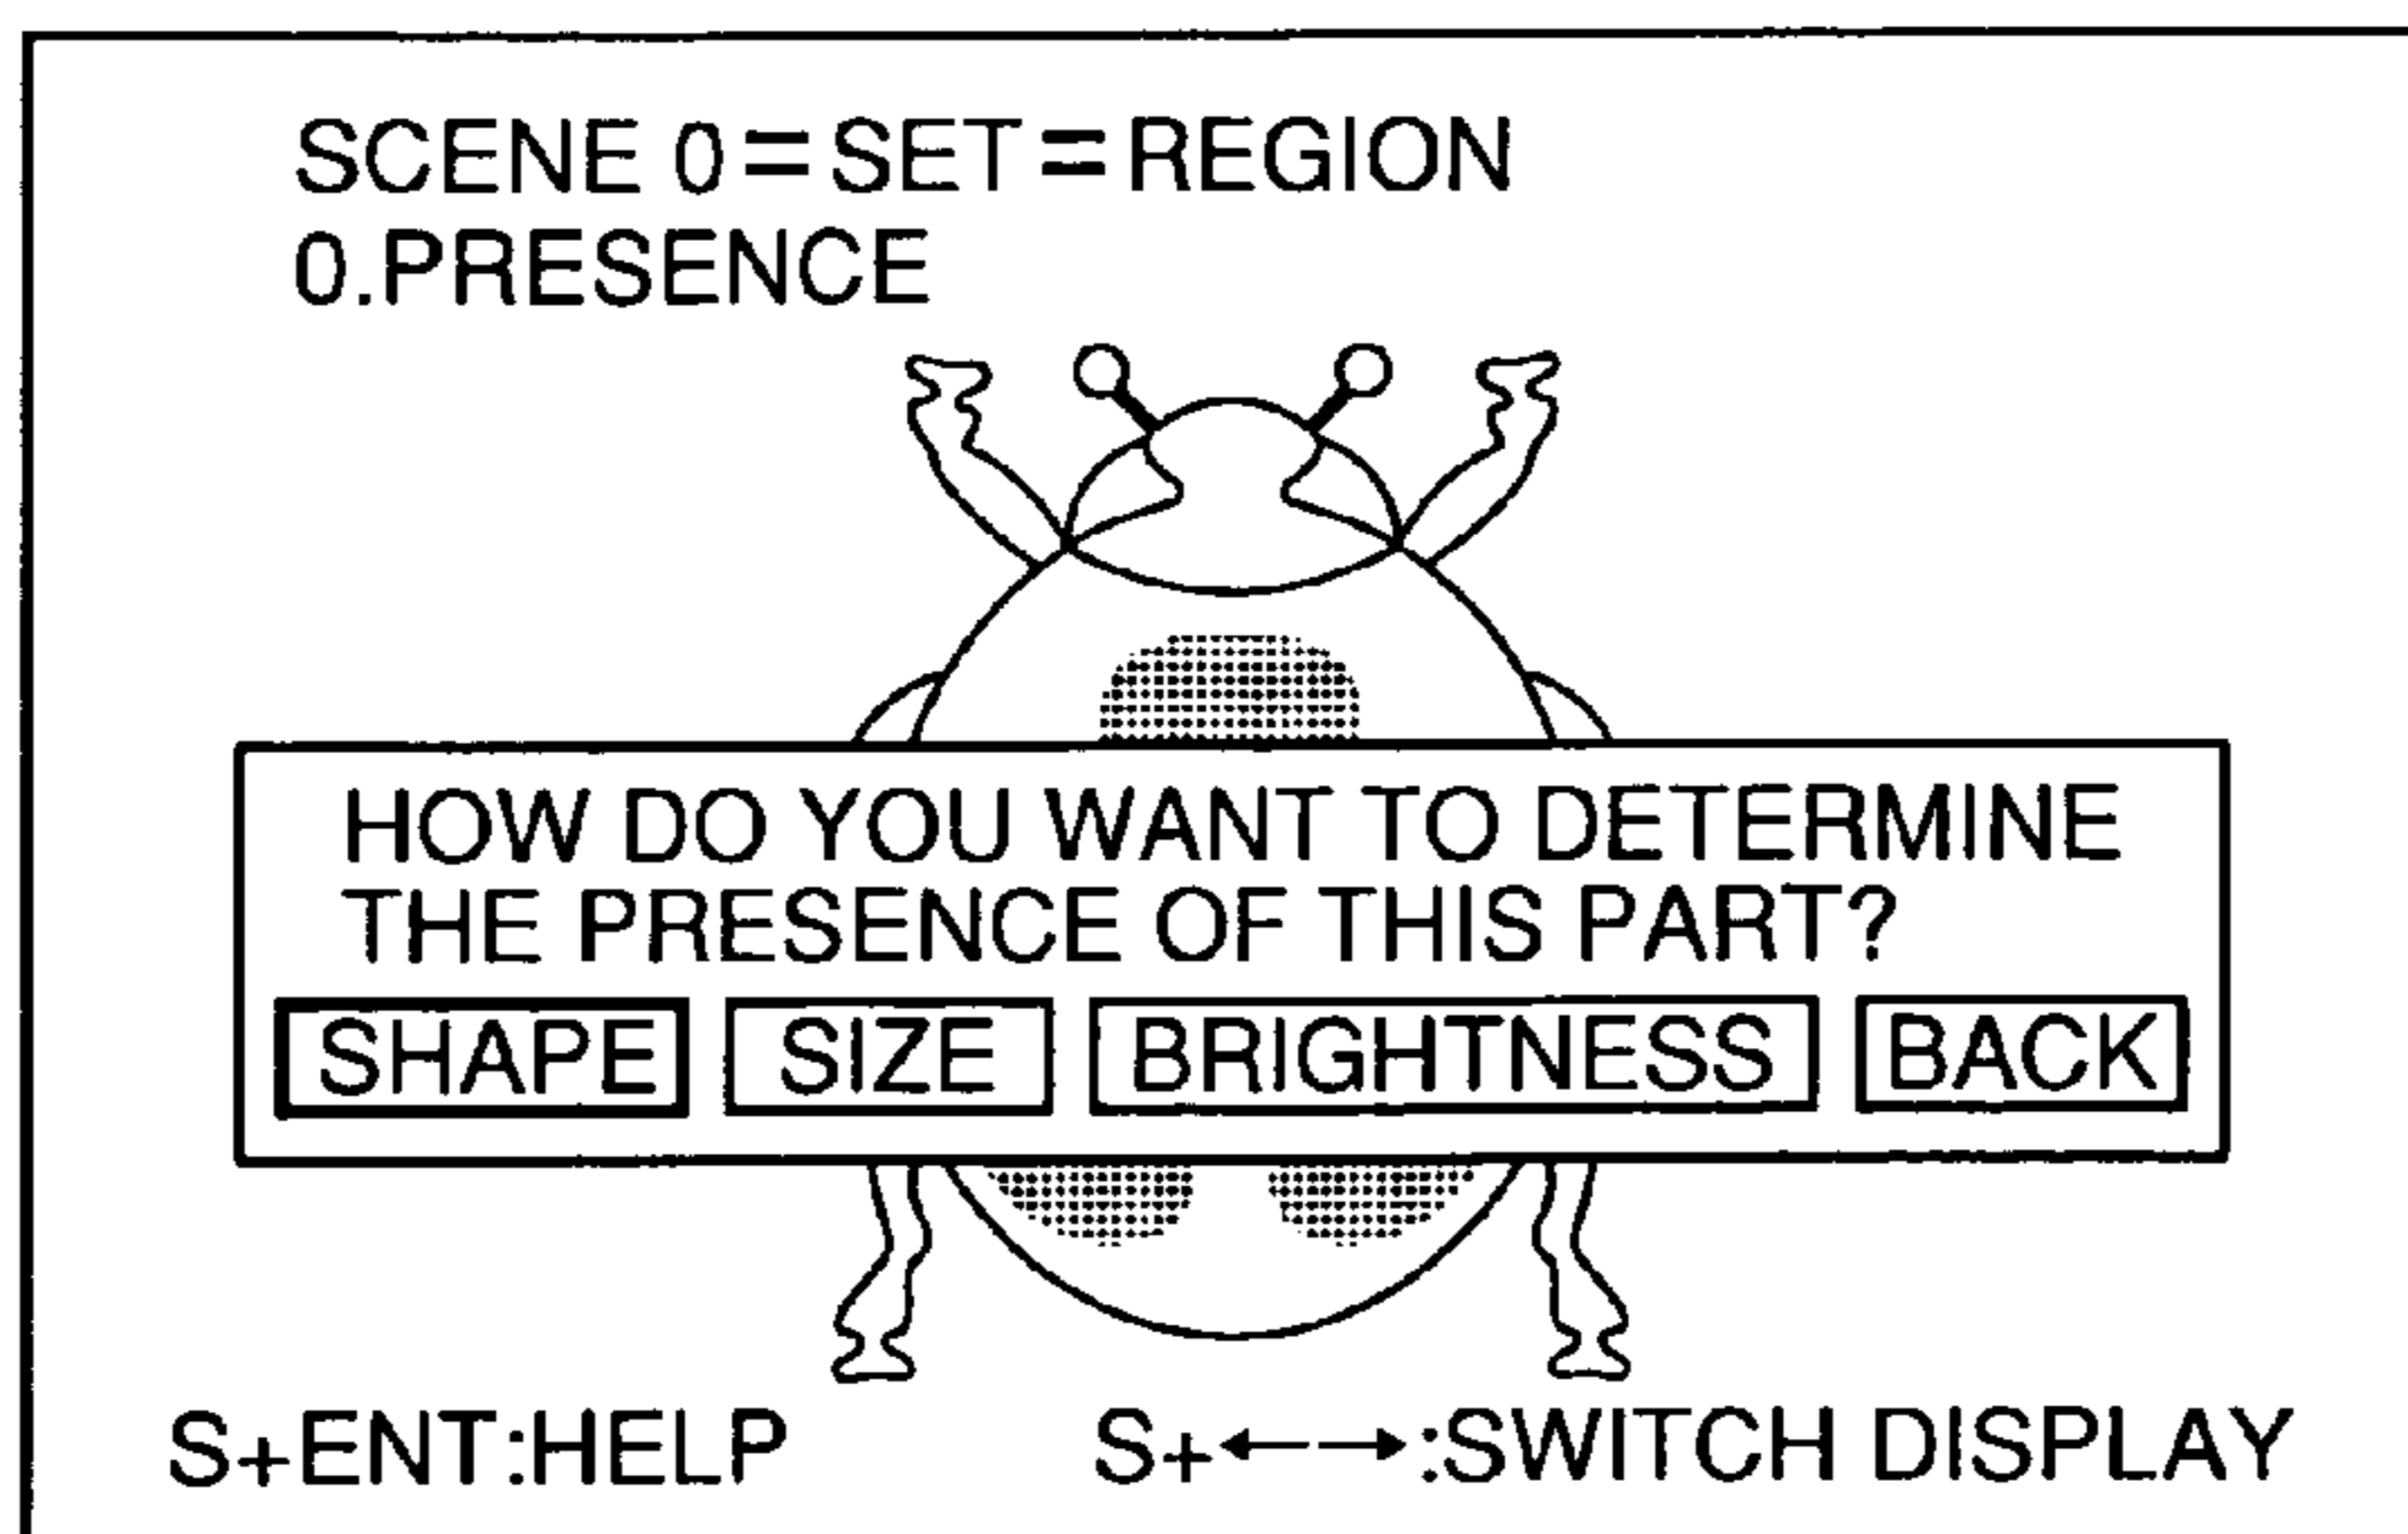 SCENE 0=SET=REGION
0.PRESENCE
HOW DO YOU WANT TO DETERMINE
THE PRESENCE OF THIS PART?
SHAPE SIZE BRIGHTNESS BACK
S+ENT:HELP S+←→:SWITCH DISPLAY